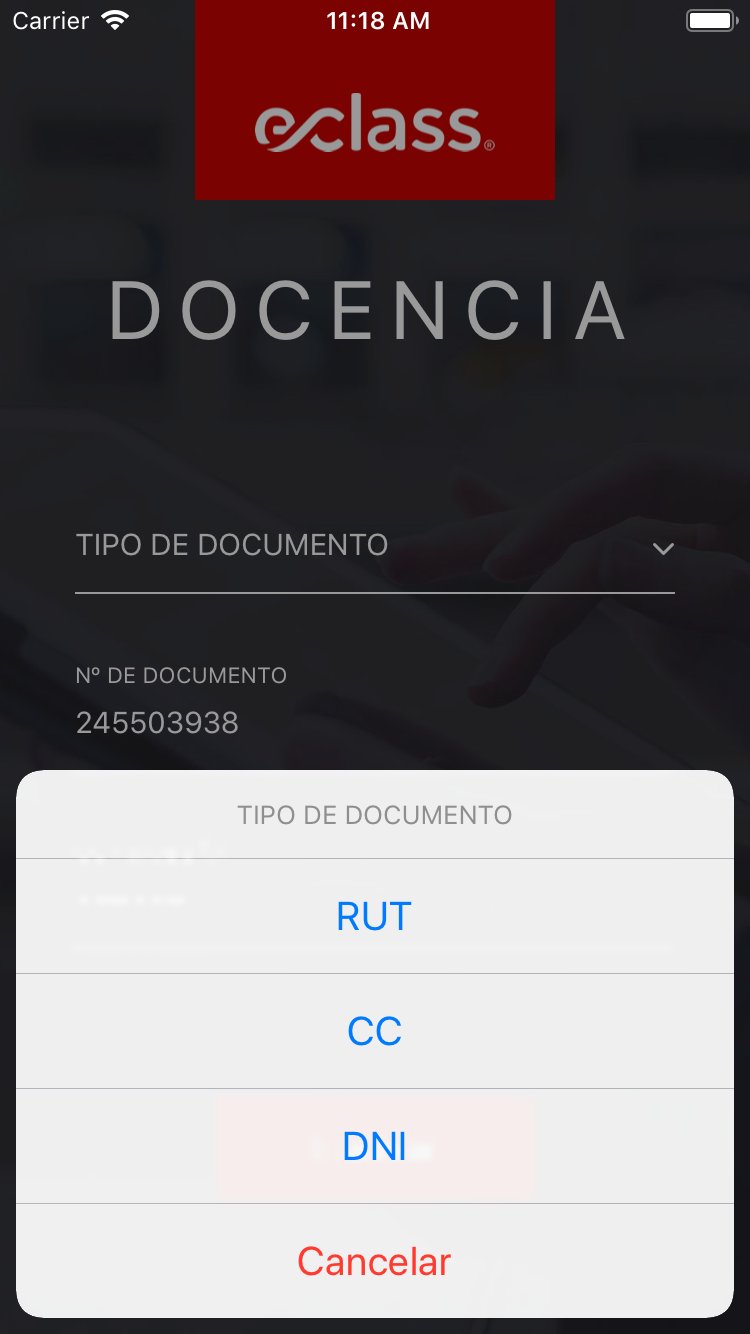 Carrier 11:18 AM
eclass®
DOCENCIA
TIPO DE DOCUMENTO
Nº DE DOCUMENTO
245503938
TIPO DE DOCUMENTO
RUT
CC
DNI
Cancelar